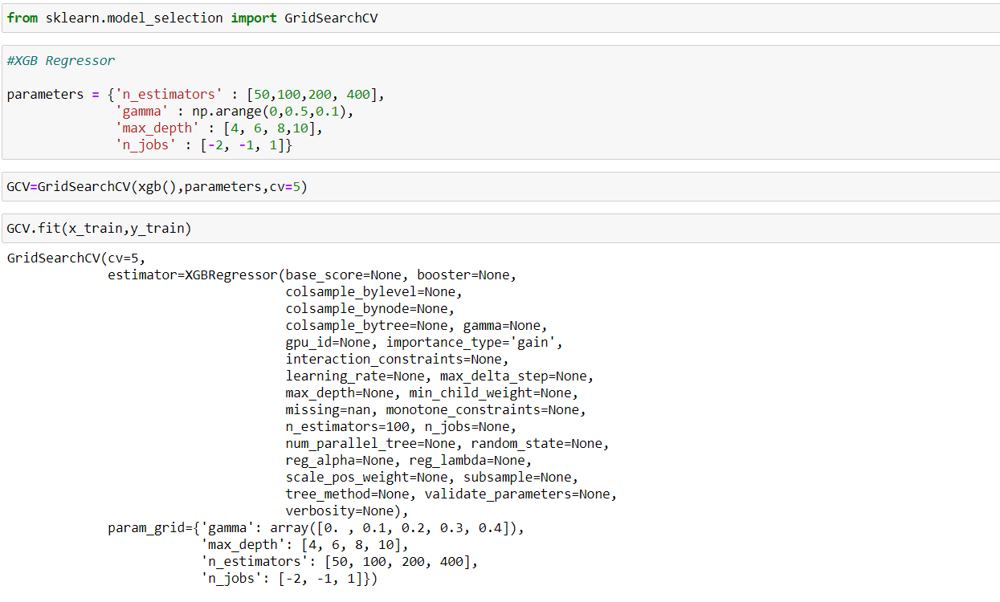 from sklearn.model_selection import GridSearchCV
#XGB Regressor
parameters = {'n_estimators' : [50,100,200, 400],
'gamma' : np.arange(0,0.5,0.1),
'max_depth' : [4, 6, 8,10],
'n_jobs' : [-2, -1, 1]}
GCV=GridSearchCV(xgb(),parameters,cv=5)
GCV.fit(x_train,y_train)
GridSearchCV(cv=5,
estimator=XGBRegressor(base_score=None, booster=None,
colsample_bylevel=None,
colsample_bynode=None,
colsample_bytree=None, gamma=None,
gpu_id=None, importance_type='gain',
interaction_constraints=None,
learning_rate=None, max_delta_step=None,
max_depth=None, min_child_weight=None,
missing=nan, monotone_constraints=None,
n_estimators=100, n_jobs=None,
num_parallel_tree=None, random_state=None,
reg_alpha=None, reg_lambda=None,
scale_pos_weight=None, subsample=None,
tree_method=None, validate_parameters=None,
verbosity=None),
param_grid={'gamma': array([0. , 0.1, 0.2, 0.3, 0.4]),
'max_depth': [4, 6, 8, 10],
'n_estimators': [50, 100, 200, 400],
'n_jobs': [-2, -1, 1]})